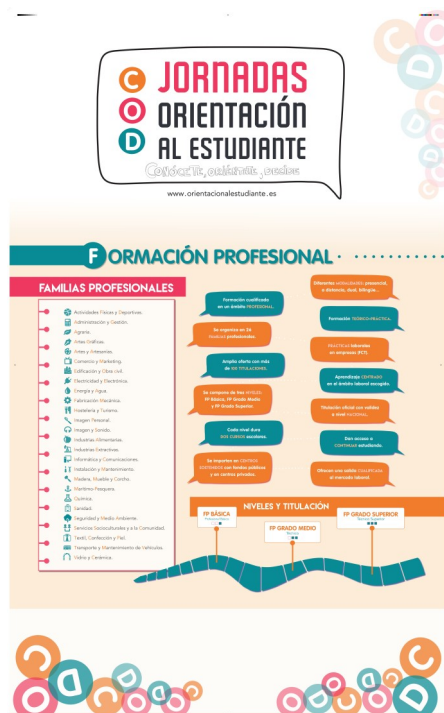 C JORNADAS
O ORIENTACIÓN
D AL ESTUDIANTE
CONÓCETE, ORIÉNTATE, DECIDE
www.orientacionalestudiante.es
FORMACIÓN PROFESIONAL
FAMILIAS PROFESIONALES
Actividades Físicas y Deportivas.
Administración y Gestión.
Agraria.
Artes Gráficas.
Artes y Artesanías.
Comercio y Marketing.
Edificación y Obra civil.
Electricidad y Electrónica.
Energía y Agua.
Fabricación Mecánica.
Hostelería y Turismo.
Imagen Personal.
Imagen y Sonido.
Industrias Alimentarias.
Industrias Extractivas.
Informática y Comunicaciones.
Instalación y Mantenimiento.
Madera, Mueble y Corcho.
Marítimo Pesquera.
Química.
Sanidad.
Seguridad y Medio Ambiente.
Servicios Socioculturales y a la Comunidad.
Textil, Confección y Piel.
Transporte y Mantenimiento de Vehículos.
Vidrio y Cerámica.
Formación cualificada
en un ámbito PROFESIONAL.
Se organiza en 26
FAMILIAS profesionales.
Amplia oferta con más
de 150 TITULACIONES.
Se compone de tres NIVELES:
FP Básica, FP Grado Medio
y FP Grado Superior.
Cada nivel dura
DOS CURSOS escolares.
Se imparten en CENTROS
SOSTENIDOS con fondos públicos
y en centros privados.
Diferentes MODALIDADES: presencial,
a distancia, dual, bilingüe...
Formación TEÓRICO-PRÁCTICA.
PRÁCTICAS laborales
en empresas (FCT).
Aprendizaje CENTRADO
en el ámbito laboral escogido.
Titulación oficial con validez
a nivel NACIONAL.
Dan acceso a
CONTINUAR estudiando.
Ofrecen una salida CUALIFICADA
al mercado laboral.
NIVELES Y TITULACIÓN
FP BÁSICA
FP GRADO MEDIO
Técnico
FP GRADO SUPERIOR
Técnico Superior
C O D
C O D